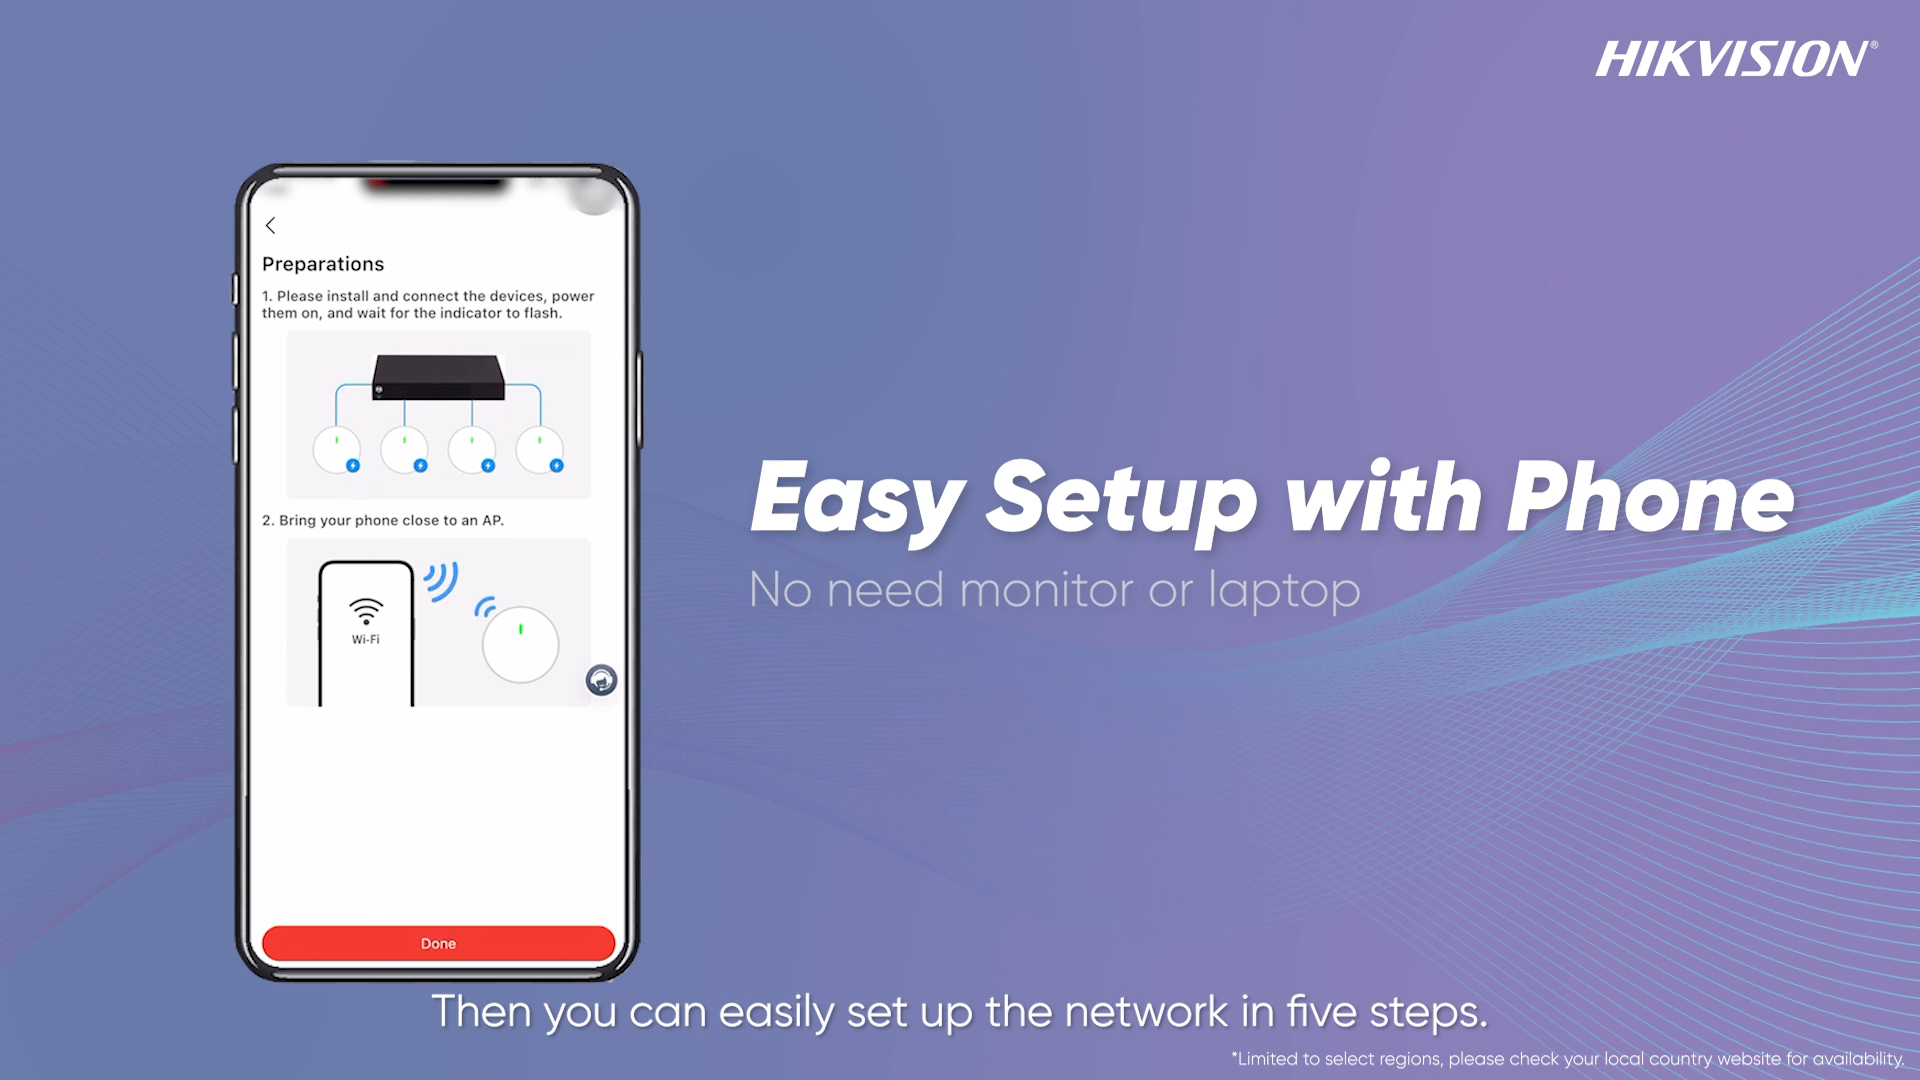 HIKVISION®
Preparations
1. Please install and connect the devices, power
them on, and wait for the indicator to flash.
2. Bring your phone close to an AP.
Wi-Fi
Done
Easy Setup with Phone
No need monitor or laptop
Then you can easily set up the network in five steps.
*Limited to select regions, please check your local country website for availability.